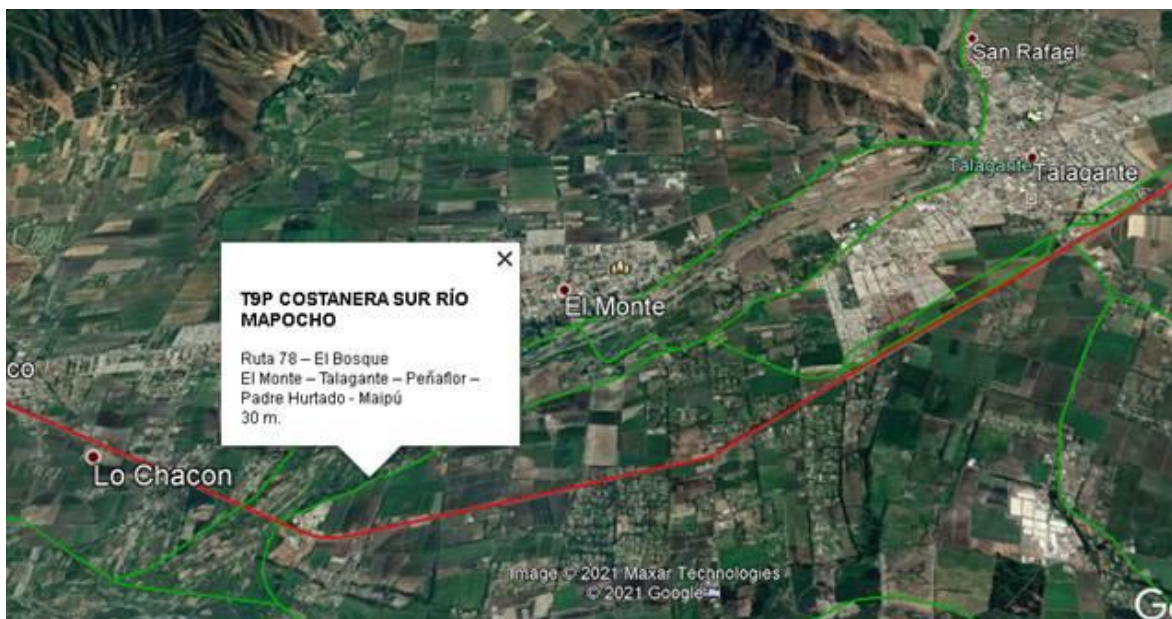 San Rafael
Talagante
Talagante
T9P COSTANERA SUR RÍO
MAPOCHO
Ruta 78 – El Bosque
El Monte – Talagante – Peñaflor –
Padre Hurtado - Maipú
30 m.
El Monte
co
Lo Chacon
Image © 2021 Maxar Technologies
© 2021 Google
Go